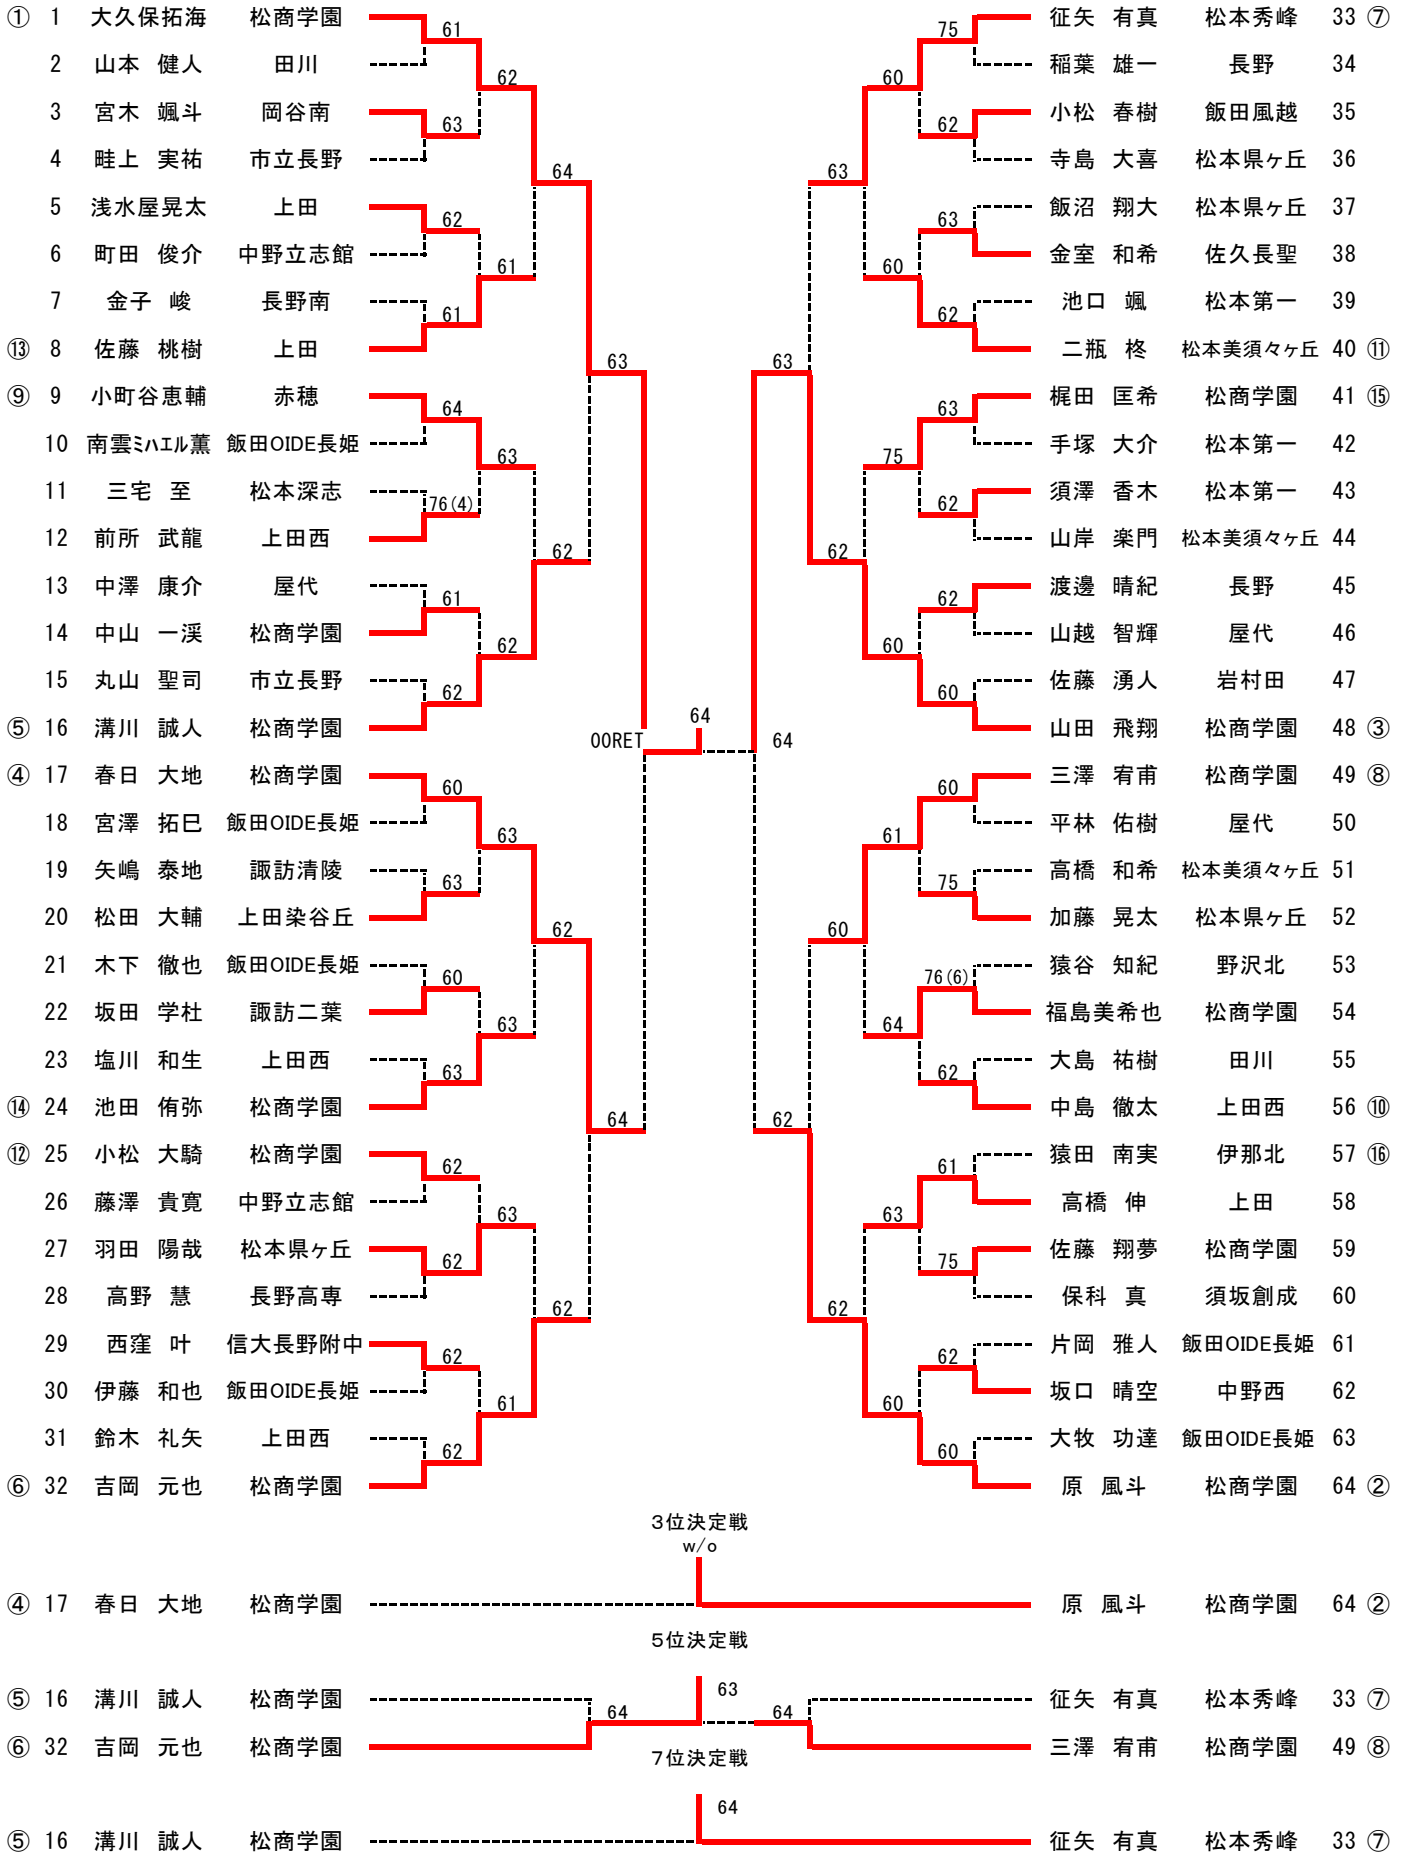 ① 1 大久保拓海 松商学園 61 75 征矢 有真 松本秀峰 33 ⑦
2 山本 健人 田川 62 60 稲葉 雄一 長野 34
3 宮木 颯斗 岡谷南 63 62 小松 春樹 飯田風越 35
4 畦上 実祐 市立長野 64 63 寺島 大喜 松本県ヶ丘 36
5 浅水屋晃太 上田 62 63 飯沼 翔大 松本県ヶ丘 37
6 町田 俊介 中野立志館 61 60 金室 和希 佐久長聖 38
7 金子 峻 長野南 61 62 池口 颯 松本第一 39
⑬ 8 佐藤 桃樹 上田 63 63 二瓶 柊 松本美須々ヶ丘 40 ⑪
⑨ 9 小町谷恵輔 赤穂 64 63 梶田 匡希 松商学園 41 ⑮
10 南雲ミハエル薫 飯田OIDE長姫 63 75 手塚 大介 松本第一 42
11 三宅 至 松本深志 76(4) 62 須澤 香木 松本第一 43
12 前所 武龍 上田西 62 62 山岸 楽門 松本美須々ヶ丘 44
13 中澤 康介 屋代 61 62 渡邊 晴紀 長野 45
14 中山 一渓 松商学園 62 60 山越 智輝 屋代 46
15 丸山 聖司 市立長野 62 60 佐藤 湧人 岩村田 47
⑤ 16 溝川 誠人 松商学園 64 山田 飛翔 松商学園 48 ③
00RET 64
④ 17 春日 大地 松商学園 60 60 三澤 宥甫 松商学園 49 ⑧
18 宮澤 拓巳 飯田OIDE長姫 63 61 平林 佑樹 屋代 50
19 矢嶋 泰地 諏訪清陵 63 75 高橋 和希 松本美須々ヶ丘 51
20 松田 大輔 上田染谷丘 62 60 加藤 晃太 松本県ヶ丘 52
21 木下 徹也 飯田OIDE長姫 60 76(6) 猿谷 知紀 野沢北 53
22 坂田 学杜 諏訪二葉 63 64 福島美希也 松商学園 54
23 塩川 和生 上田西 63 62 大島 祐樹 田川 55
⑭ 24 池田 侑弥 松商学園 64 62 中島 徹太 上田西 56 ⑩
⑫ 25 小松 大騎 松商学園 62 61 猿田 南実 伊那北 57 ⑯
26 藤澤 貴寛 中野立志館 63 63 高橋 伸 上田 58
27 羽田 陽哉 松本県ヶ丘 62 75 佐藤 翔夢 松商学園 59
28 高野 慧 長野高専 62 62 保科 真 須坂創成 60
29 西窪 叶 信大長野附中 62 62 片岡 雅人 飯田OIDE長姫 61
30 伊藤 和也 飯田OIDE長姫 61 60 坂口 晴空 中野西 62
31 鈴木 礼矢 上田西 62 60 大牧 功達 飯田OIDE長姫 63
⑥ 32 吉岡 元也 松商学園 原 風斗 松商学園 64 ②
3位決定戦
w/o
④ 17 春日 大地 松商学園 原 風斗 松商学園 64 ②
5位決定戦
63
⑤ 16 溝川 誠人 松商学園 64 64 征矢 有真 松本秀峰 33 ⑦
⑥ 32 吉岡 元也 松商学園 三澤 宥甫 松商学園 49 ⑧
7位決定戦
64
⑤ 16 溝川 誠人 松商学園 征矢 有真 松本秀峰 33 ⑦